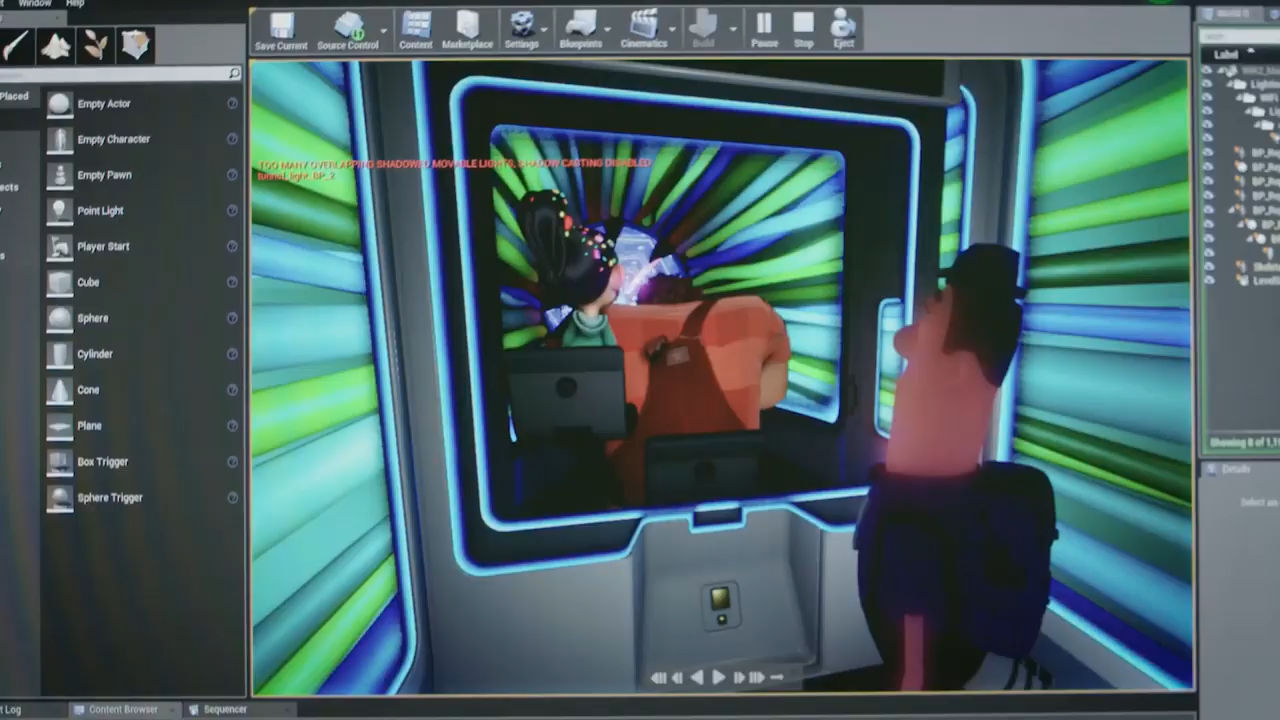 Window Help
Save Current Source Control Content Marketplace Settings Blueprints Cinematics Build Pause Stop Eject
Label
Placed
Empty Actor
Empty Character
Empty Pawn
Point Light
Player Start
Cube
Sphere
Cylinder
Cone
Plane
Box Trigger
Sphere Trigger
TOO MANY OVERLAPPING SHADOWED MOVABLE LIGHTS, SHADOW CASTING DISABLED
tunnel_light_BP_2
Details
Content Browser
Sequencer